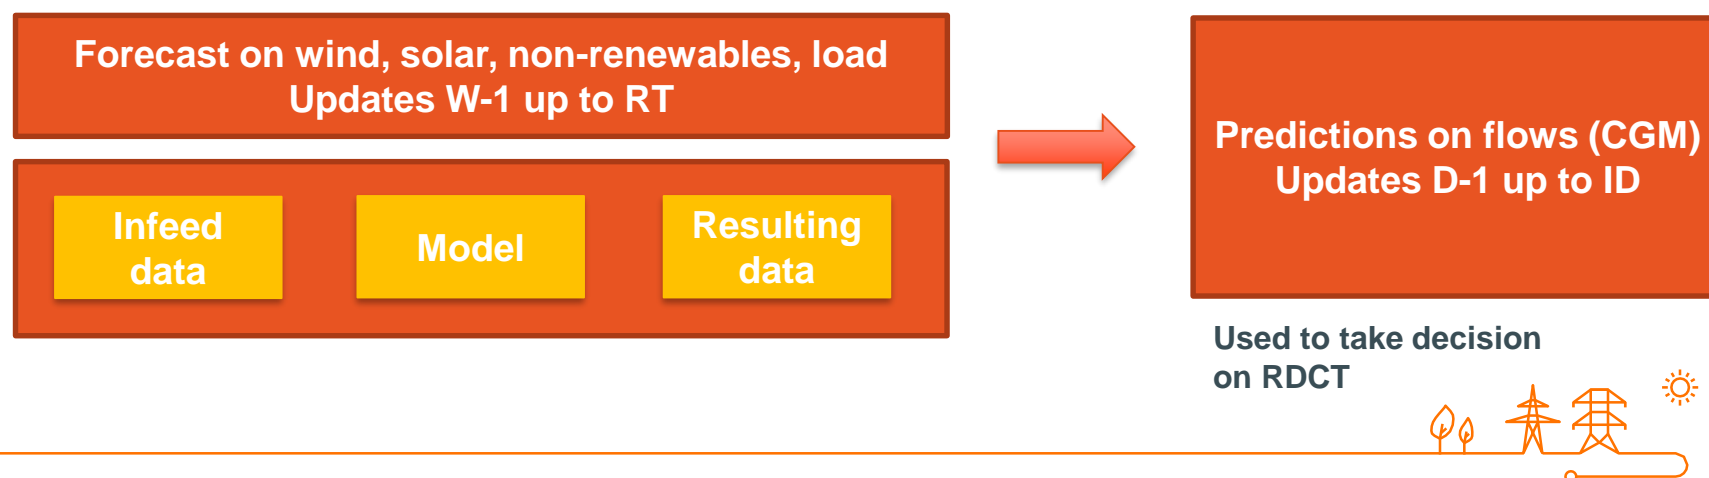 Forecast on wind, solar, non-renewables, load
Updates W-1 up to RT
Infeed
data
Model
Resulting
data
Predictions on flows (CGM)
Updates D-1 up to ID
Used to take decision
on RDCT